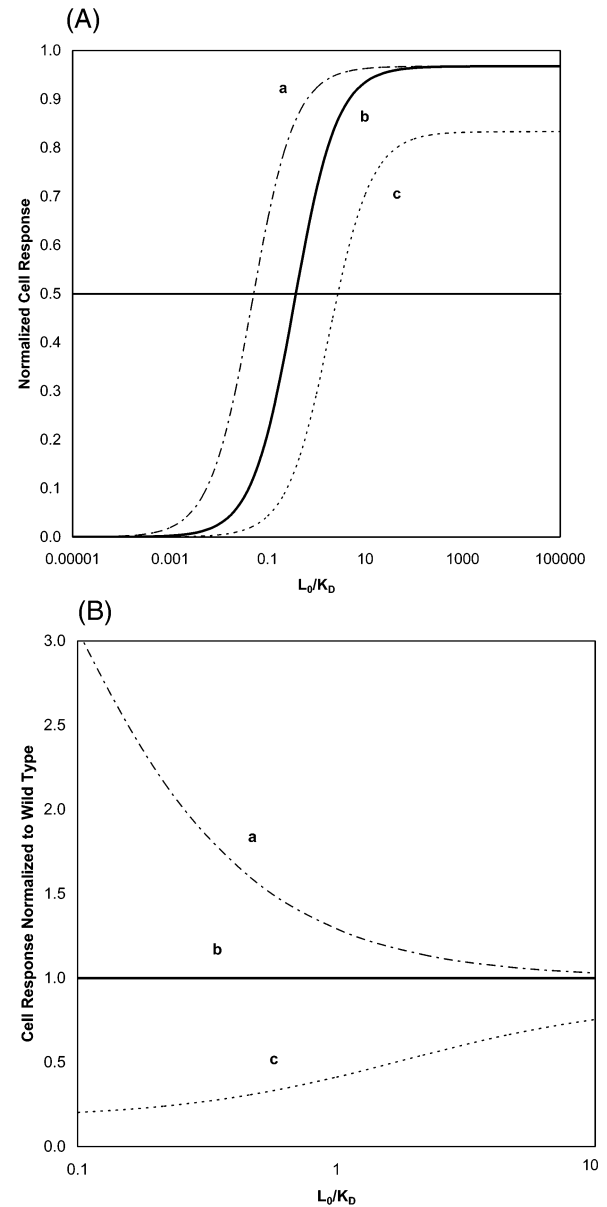 (A)
Normalized Cell Response
1.0
0.9
0.8
0.7
0.6
0.5
0.4
0.3
0.2
0.1
0.0
a
b
c
0.00001 0.001 0.1 10 1000 100000
L₀/K_D
(B)
Cell Response Normalized to Wild Type
3.0
2.5
2.0
1.5
1.0
0.5
0.0
a
b
c
0.1 1 10
L₀/K_D